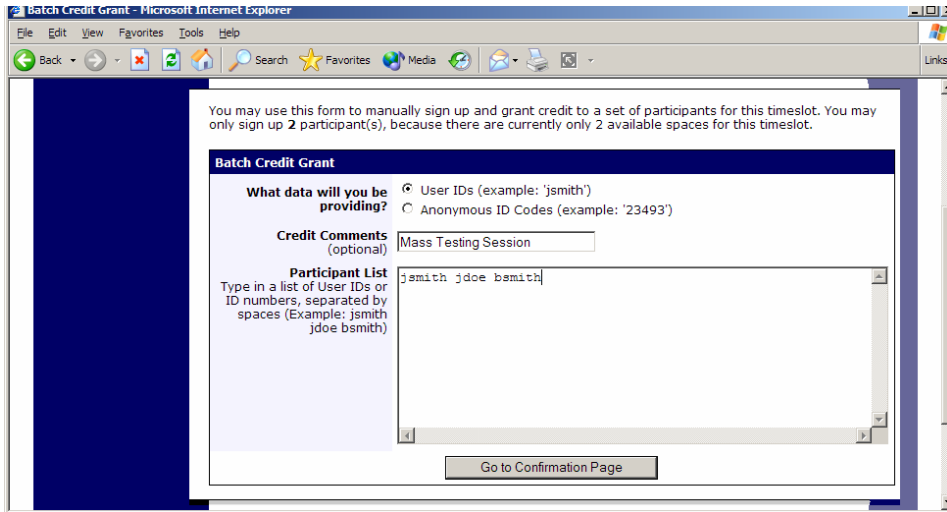 Batch Credit Grant - Microsoft Internet Explorer
File Edit View Favorites Tools Help
Back Search Favorites Media Links
You may use this form to manually sign up and grant credit to a set of participants for this timeslot. You may
only sign up 2 participant(s), because there are currently only 2 available spaces for this timeslot.
Batch Credit Grant
What data will you be User IDs (example: 'jsmith')
providing? Anonymous ID Codes (example: '23493')
Credit Comments
(optional) Mass Testing Session
Participant List jsmith jdoe bsmith
Type in a list of User IDs or
ID numbers, separated by
spaces (Example: jsmith
jdoe bsmith)
Go to Confirmation Page